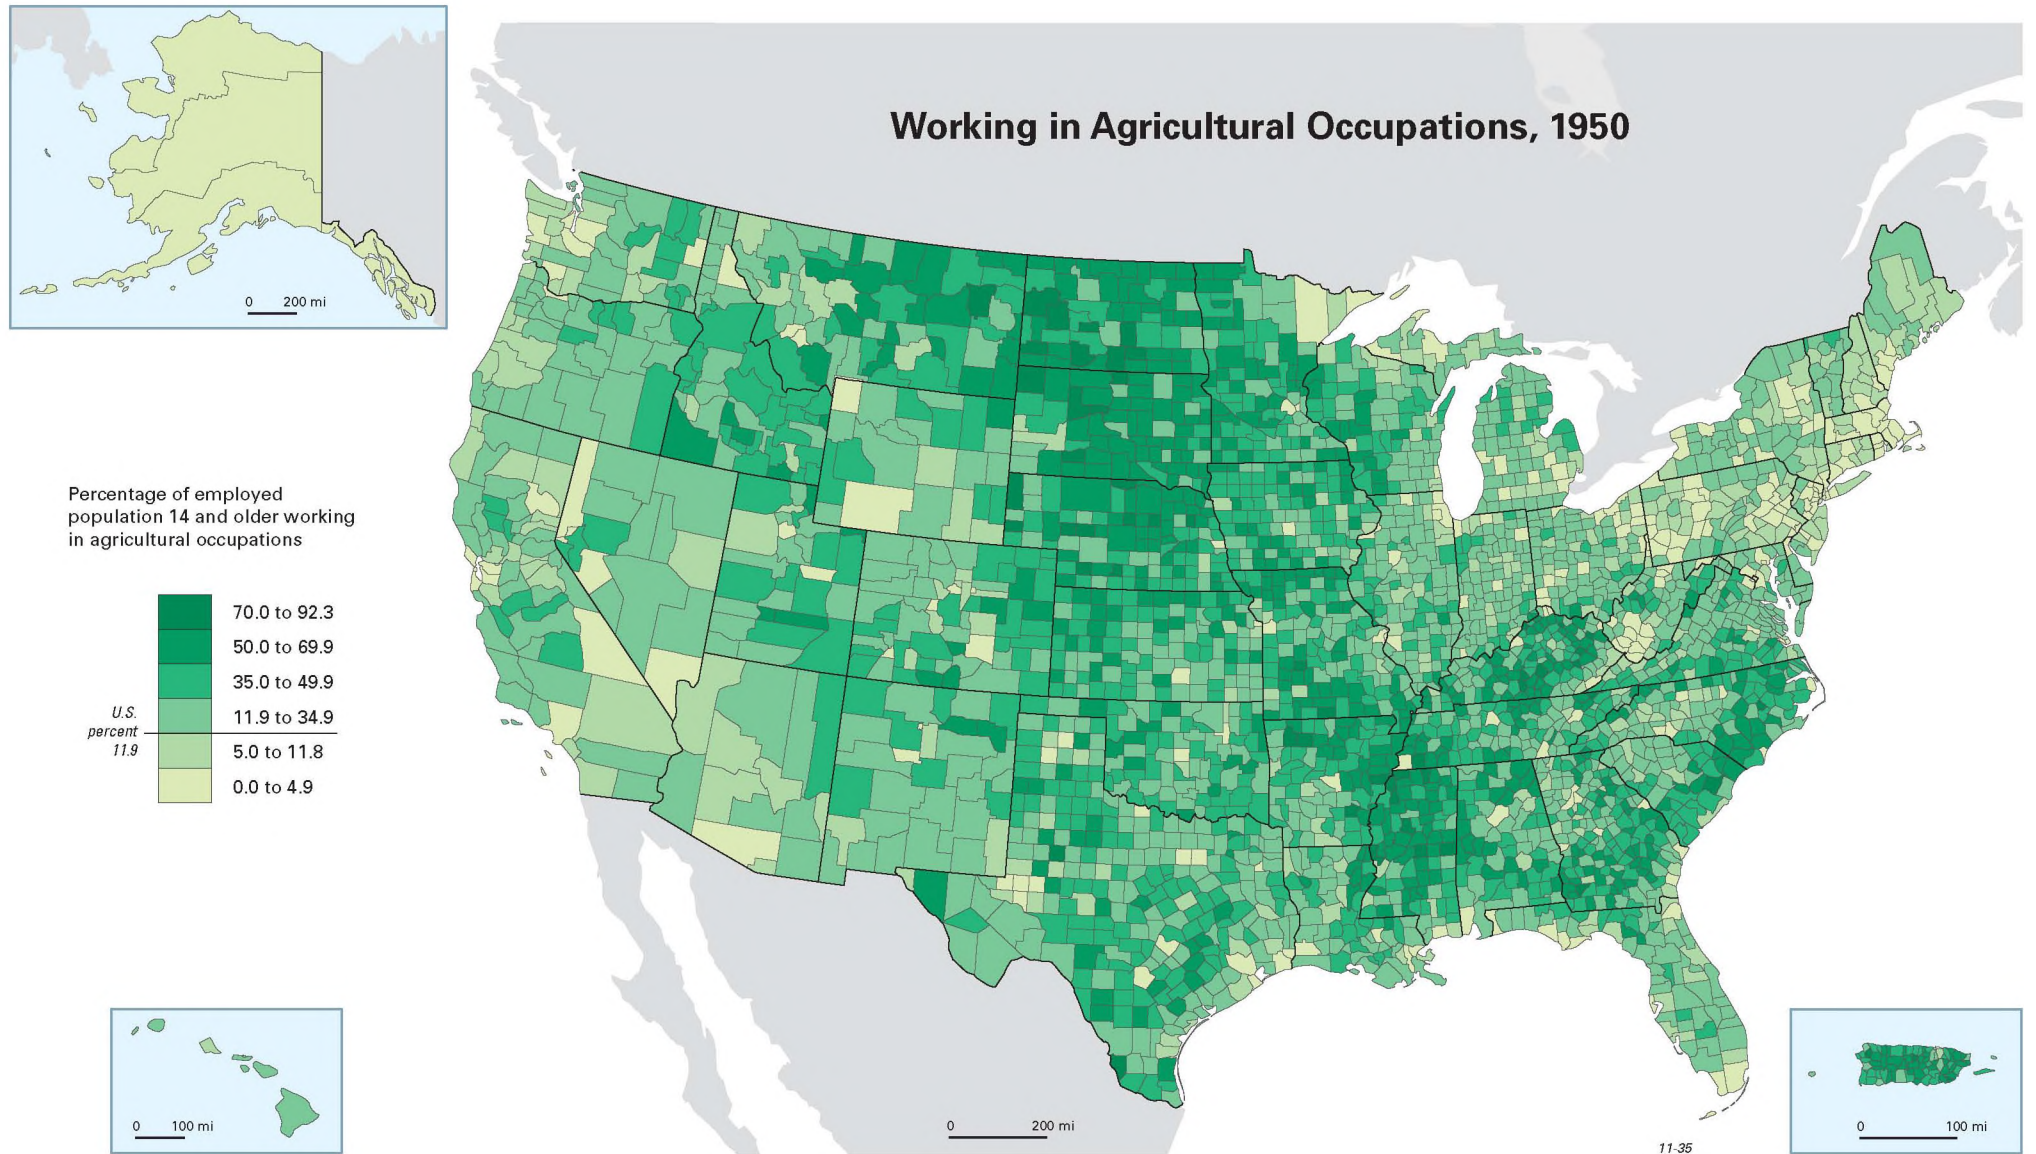 Working in Agricultural Occupations, 1950
0 200 mi
Percentage of employed
population 14 and older working
in agricultural occupations
70.0 to 92.3
50.0 to 69.9
35.0 to 49.9
11.9 to 34.9
U.S.
percent
11.9
5.0 to 11.8
0.0 to 4.9
0 100 mi
0 200 mi
0 100 mi
11-35